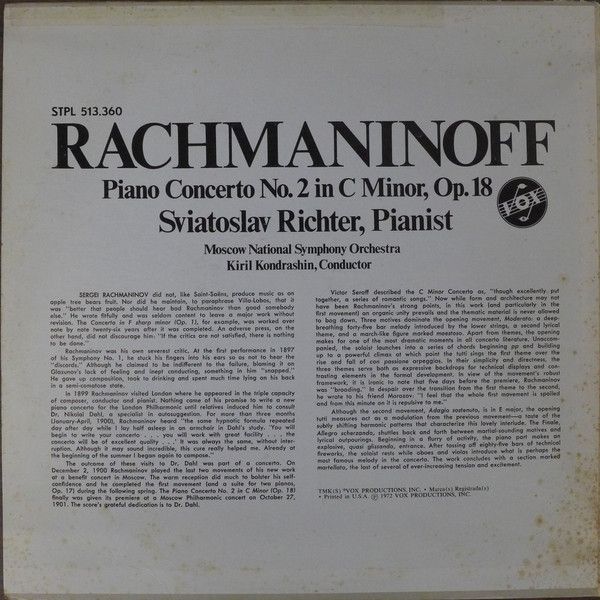 STPL 513.360
RACHMANINOFF
Piano Concerto No. 2 in C Minor, Op. 18
VOX
Sviatoslav Richter, Pianist
Moscow National Symphony Orchestra
Kiril Kondrashin, Conductor
SERGEI RACHMANINOV did not, like Saint-Saëns, produce music as an
apple tree bears fruit. Nor did he maintain, to paraphrase Villa-Lobos, that it
was "better that people should hear bad Rachmaninov than good somebody
else." He wrote fitfully and was seldom content to leave a major work without
revision. The Concerto in F sharp minor (Op. 1), for example, was worked over
note by note twenty-six years after it was completed. An adverse press, on the
other hand, did not discourage him: "If the critics are not satisfied, there is nothing
to be done."
Rachmaninov was his own severest critic. At the first performance in 1897
of his Symphony No. 1, he stuck his fingers into his ears so as not to hear the
"discords." Although he claimed to be indifferent to the failure, blaming it on
Glazounov's lack of feeling and inept conducting, something in him "snapped."
He gave up composition, took to drinking and spent much time lying on his back
in a semi-comatose state.
In 1899 Rachmaninov visited London where he appeared in the triple capacity
of composer, conductor and pianist. Nothing came of his promise to write a new
piano concerto for the London Philharmonic until relatives induced him to consult
Dr. Nikolai Dahl, a specialist in autosuggestion. For more than three months
(January-April, 1900), Rachmaninov heard "the same hypnotic formula repeated
day after day while I lay half asleep in an armchair in Dahl's study. 'You will
begin to write your concerto . . . you will work with great facility . . . the
concerto will be of excellent quality . . .' It was always the same, without inter-
ruption. Although it may sound incredible, this cure really helped me. Already at
the beginning of the summer I began again to compose."
The outcome of these visits to Dr. Dahl was part of a concerto. On
December 2, 1900 Rachmaninov played the last two movements of his new work
at a benefit concert in Moscow. The warm reception did much to bolster his self-
confidence and he completed the first movement (and a suite for two pianos,
Op. 17) during the following spring. The Piano Concerto No. 2 in C Minor (Op. 18)
finally was given its premiere at a Moscow Philharmonic concert on October 27,
1901. The score's grateful dedication is to Dr. Dahl.
Victor Seroff described the C Minor Concerto as, "though excellently put
together, a series of romantic songs." Now while form and architecture may not
have been Rachmaninov's strong points, in this work (and particularly in the
first movement) an organic unity prevails and the thematic material is never allowed
to bog down. Three motives dominate the opening movement, Moderato: a deep-
breathing forty-five bar melody introduced by the lower strings, a second lyrical
theme, and a march-like figure marked maestoso. Apart from themes, the opening
makes for one of the most dramatic moments in all concerto literature. Unaccom-
panied, the soloist launches into a series of chords beginning pp and building
up to a powerful climax at which point the tutti sings the first theme over the
rise and fall of con passione arpeggios. In their simplicity and directness, the
three themes serve both as expressive backdrops for technical displays and con-
trasting elements in the formal development. In view of the movement's robust
framework, it is ironic to note that five days before the premiere, Rachmaninov
was "brooding." In despair over the transition from the first theme to the second,
he wrote to his friend Morozov: "I feel that the whole first movement is spoiled
and from this minute on it is repulsive to me."
Although the second movement, Adagio sostenuto, is in E major, the opening
tutti measures act as a modulation from the previous movement—a taste of the
subtly shifting harmonic patterns that characterize this lovely interlude. The Finale,
Allegro scherzando, shuttles back and forth between martial-sounding motives and
lyrical outpourings. Beginning in a flurry of activity, the piano part makes an
explosive, quasi glissando, entrance. After tossing off eighty-five bars of technical
fireworks, the soloist rests while oboes and violas introduce what is perhaps the
most famous melody in the concerto. The work concludes with a section marked
martellato, the last of several of ever-increasing tension and excitement.
TMK(S) ®VOX PRODUCTIONS, INC. • Marca(s) Registrada(s)
• Printed in U.S.A. Ⓟ 1972 VOX PRODUCTIONS, INC.